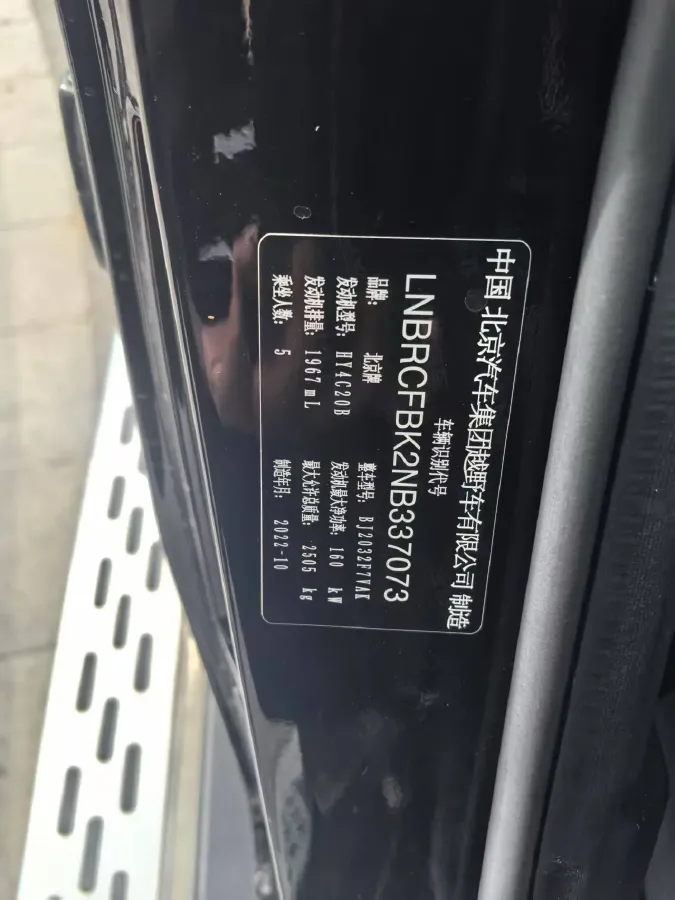 中国 北京汽车集团越野车有限公司 制造
车辆识别代号
LNBRCFBK2NB337073
品牌： 北京牌 整车型号： BJ2032F7VAX
发动机型号： HY4C20B 发动机最大净功率： 160 kW
发动机排量： 1967 mL 最大允许总质量： 2505 kg
乘坐人数： 5 制造年月： 2022-10